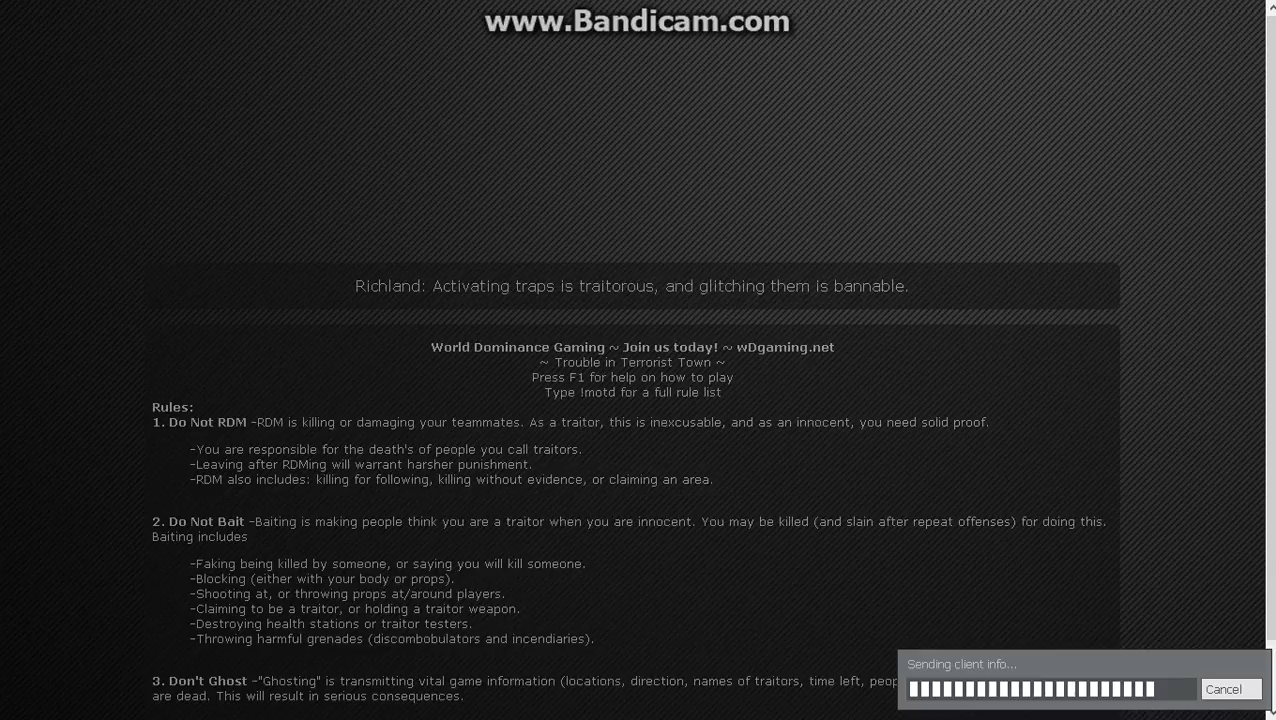 www.Bandicam.com
Richland: Activating traps is traitorous, and glitching them is bannable.
World Dominance Gaming ~ Join us today! ~ wDgaming.net
~ Trouble in Terrorist Town ~
Press F1 for help on how to play
Type !motd for a full rule list
Rules:
1. Do Not RDM -RDM is killing or damaging your teammates. As a traitor, this is inexcusable, and as an innocent, you need solid proof.
-You are responsible for the death's of people you call traitors.
-Leaving after RDMing will warrant harsher punishment.
-RDM also includes: killing for following, killing without evidence, or claiming an area.
2. Do Not Bait -Baiting is making people think you are a traitor when you are innocent. You may be killed (and slain after repeat offenses) for doing this.
Baiting includes
-Faking being killed by someone, or saying you will kill someone.
-Blocking (either with your body or props).
-Shooting at, or throwing props at/around players.
-Claiming to be a traitor, or holding a traitor weapon.
-Destroying health stations or traitor testers.
-Throwing harmful grenades (discombobulators and incendiaries).
3. Don't Ghost -"Ghosting" is transmitting vital game information (locations, direction, names of traitors, time left,
are dead. This will result in serious consequences.
Sending client info...
Cancel